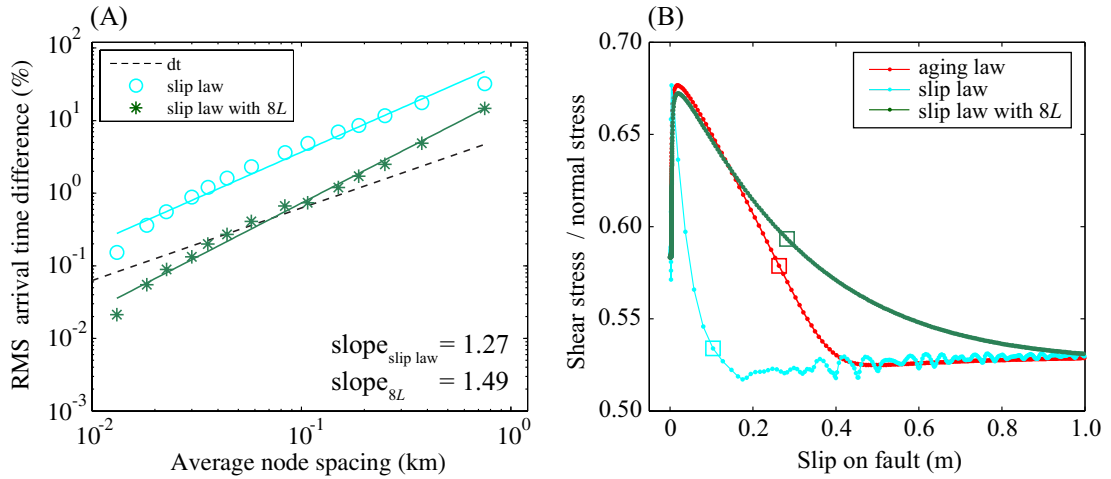 (A)
RMS arrival time difference (%)
10^2
10^1
10^0
10^-1
10^-2
10^-3
dt
slip law
slip law with 8L
slope_slip law = 1.27
slope_8L = 1.49
10^-2
10^-1
10^0
Average node spacing (km)
(B)
Shear stress / normal stress
0.70
0.65
0.60
0.55
0.50
aging law
slip law
slip law with 8L
0
0.2
0.4
0.6
0.8
1.0
Slip on fault (m)